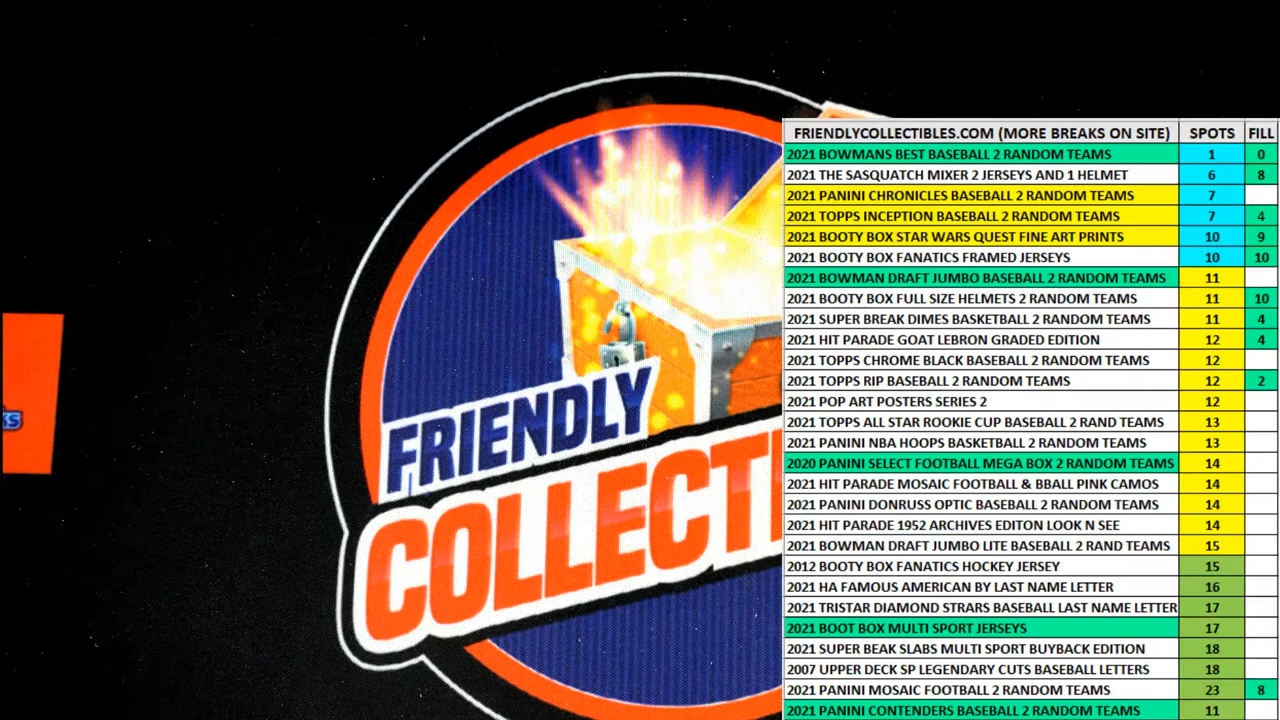 FRIENDLY
COLLECTI
FRIENDLYCOLLECTIBLES.COM (MORE BREAKS ON SITE) SPOTS FILL
2021 BOWMANS BEST BASEBALL 2 RANDOM TEAMS 1 0
2021 THE SASQUATCH MIXER 2 JERSEYS AND 1 HELMET 6 8
2021 PANINI CHRONICLES BASEBALL 2 RANDOM TEAMS 7
2021 TOPPS INCEPTION BASEBALL 2 RANDOM TEAMS 7 4
2021 BOOTY BOX STAR WARS QUEST FINE ART PRINTS 10 9
2021 BOOTY BOX FANATICS FRAMED JERSEYS 10 10
2021 BOWMAN DRAFT JUMBO BASEBALL 2 RANDOM TEAMS 11
2021 BOOTY BOX FULL SIZE HELMETS 2 RANDOM TEAMS 11 10
2021 SUPER BREAK DIMES BASKETBALL 2 RANDOM TEAMS 11 4
2021 HIT PARADE GOAT LEBRON GRADED EDITION 12 4
2021 TOPPS CHROME BLACK BASEBALL 2 RANDOM TEAMS 12
2021 TOPPS RIP BASEBALL 2 RANDOM TEAMS 12 2
2021 POP ART POSTERS SERIES 2 12
2021 TOPPS ALL STAR ROOKIE CUP BASEBALL 2 RAND TEAMS 13
2021 PANINI NBA HOOPS BASKETBALL 2 RANDOM TEAMS 13
2020 PANINI SELECT FOOTBALL MEGA BOX 2 RANDOM TEAMS 14
2021 HIT PARADE MOSAIC FOOTBALL & BBALL PINK CAMOS 14
2021 PANINI DONRUSS OPTIC BASEBALL 2 RANDOM TEAMS 14
2021 HIT PARADE 1952 ARCHIVES EDITON LOOK N SEE 14
2021 BOWMAN DRAFT JUMBO LITE BASEBALL 2 RAND TEAMS 15
2012 BOOTY BOX FANATICS HOCKEY JERSEY 15
2021 HA FAMOUS AMERICAN BY LAST NAME LETTER 16
2021 TRISTAR DIAMOND STRARS BASEBALL LAST NAME LETTER 17
2021 BOOT BOX MULTI SPORT JERSEYS 17
2021 SUPER BEAK SLABS MULTI SPORT BUYBACK EDITION 18
2007 UPPER DECK SP LEGENDARY CUTS BASEBALL LETTERS 18
2021 PANINI MOSAIC FOOTBALL 2 RANDOM TEAMS 23 8
2021 PANINI CONTENDERS BASEBALL 2 RANDOM TEAMS 11